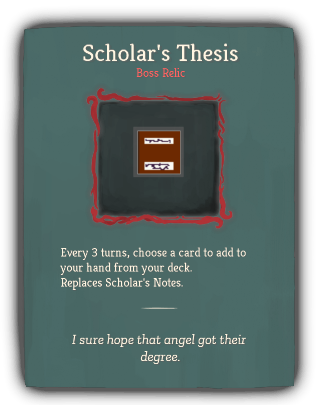 Scholar's Thesis
Boss Relic
Every 3 turns, choose a card to add to
your hand from your deck.
Replaces Scholar's Notes.
I sure hope that angel got their
degree.